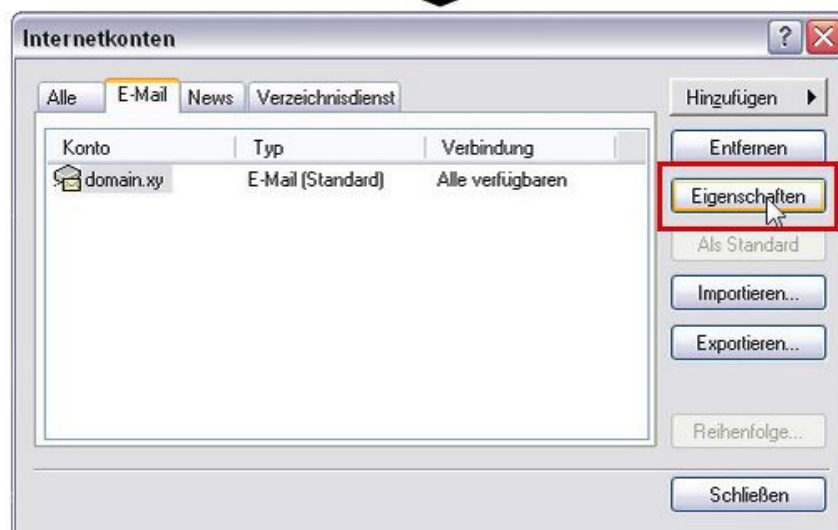 Internetkonten
Alle E-Mail News Verzeichnisdienst
Konto Typ Verbindung
domain.xy E-Mail (Standard) Alle verfügbaren
Hinzufügen
Entfernen
Eigenschaften
Als Standard
Importieren...
Exportieren...
Reihenfolge...
Schließen